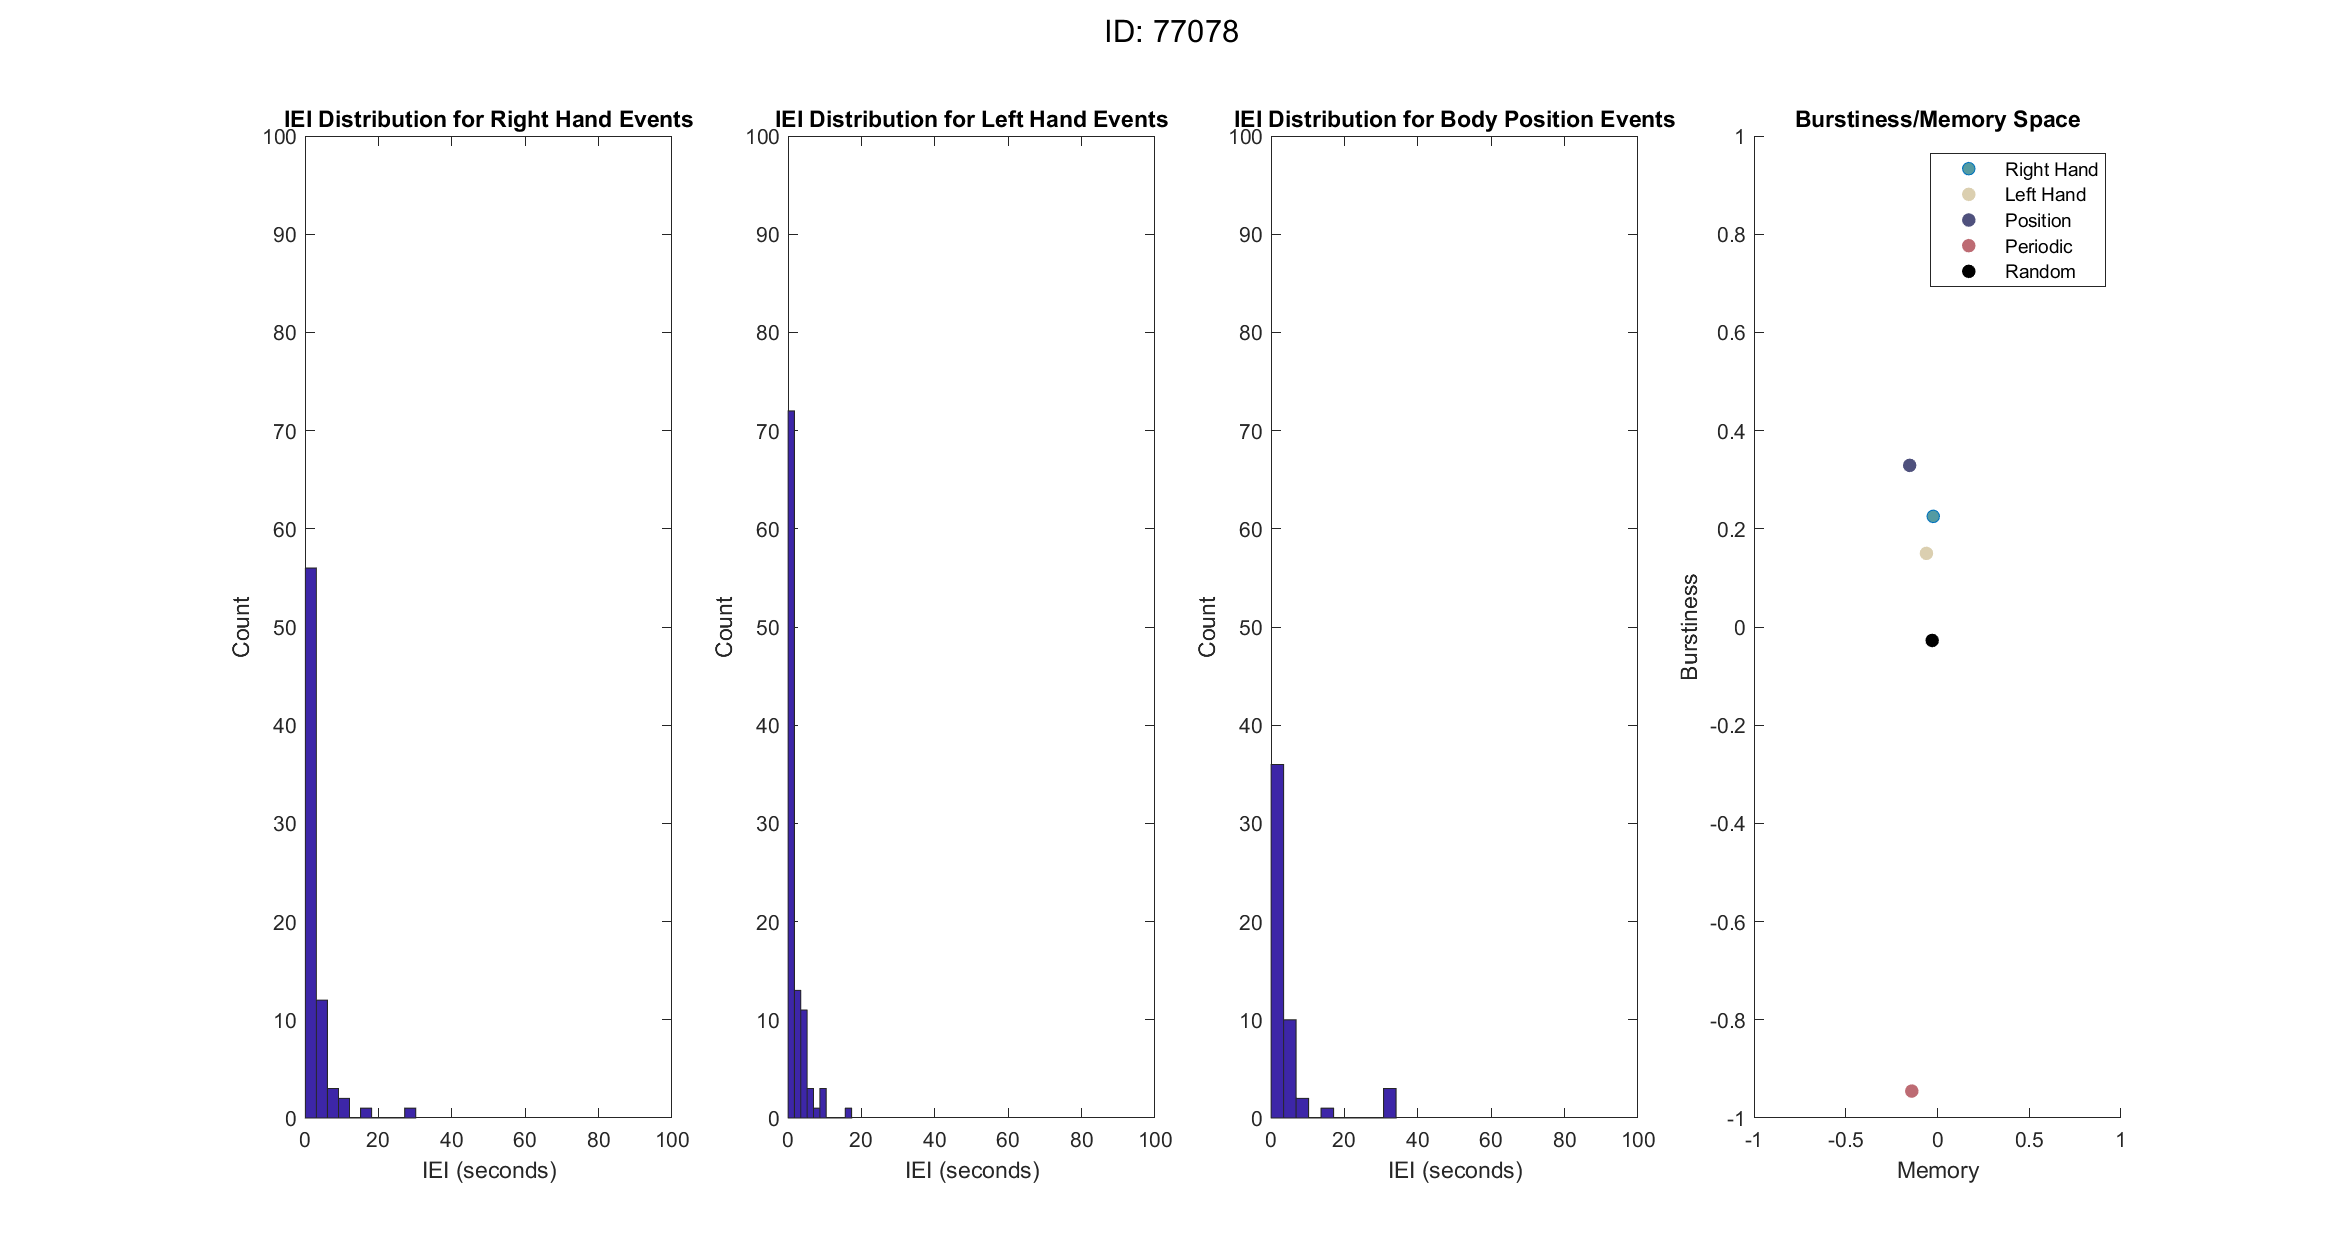 ID: 77078
IEI Distribution for Right Hand Events
100
90
80
70
60
50
40
30
20
10
0
Count
0 20 40 60 80 100
IEI (seconds)
IEI Distribution for Left Hand Events
100
90
80
70
60
50
40
30
20
10
0
Count
0 20 40 60 80 100
IEI (seconds)
IEI Distribution for Body Position Events
100
90
80
70
60
50
40
30
20
10
0
Count
0 20 40 60 80 100
IEI (seconds)
Burstiness/Memory Space
1
0.8
0.6
0.4
0.2
0
-0.2
-0.4
-0.6
-0.8
-1
Burstiness
Right Hand
Left Hand
Position
Periodic
Random
-1 -0.5 0 0.5 1
Memory